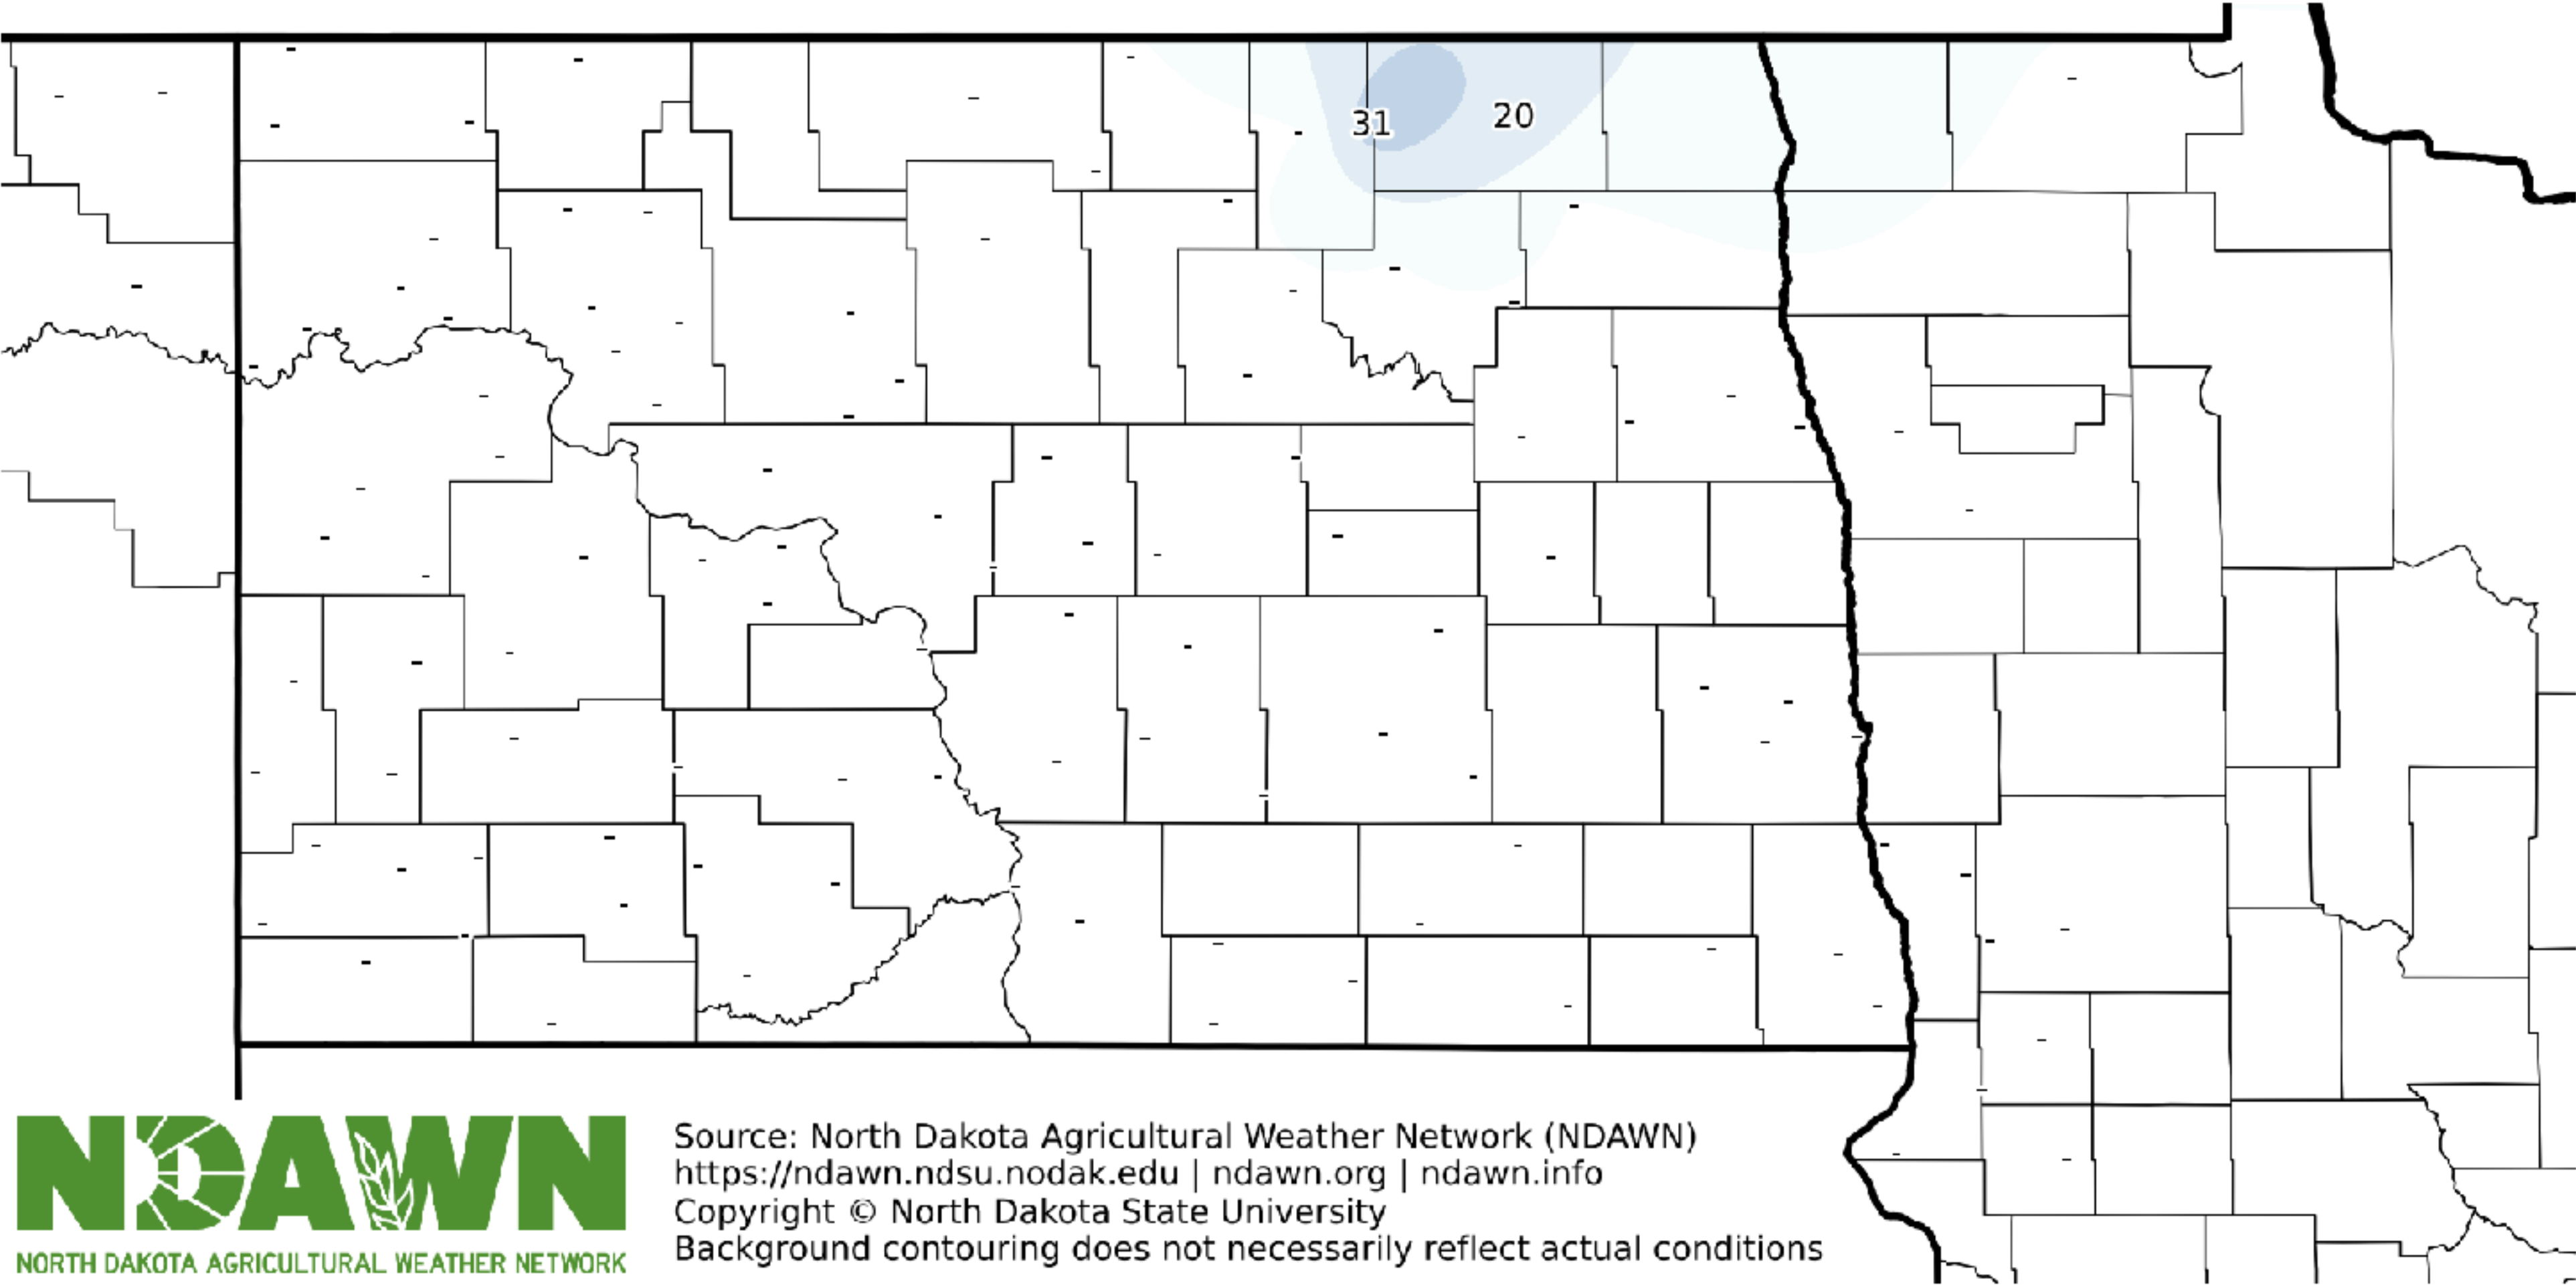 31
20
NDAWN
NORTH DAKOTA AGRICULTURAL WEATHER NETWORK
Source: North Dakota Agricultural Weather Network (NDAWN)
https://ndawn.ndsu.nodak.edu | ndawn.org | ndawn.info
Copyright © North Dakota State University
Background contouring does not necessarily reflect actual conditions